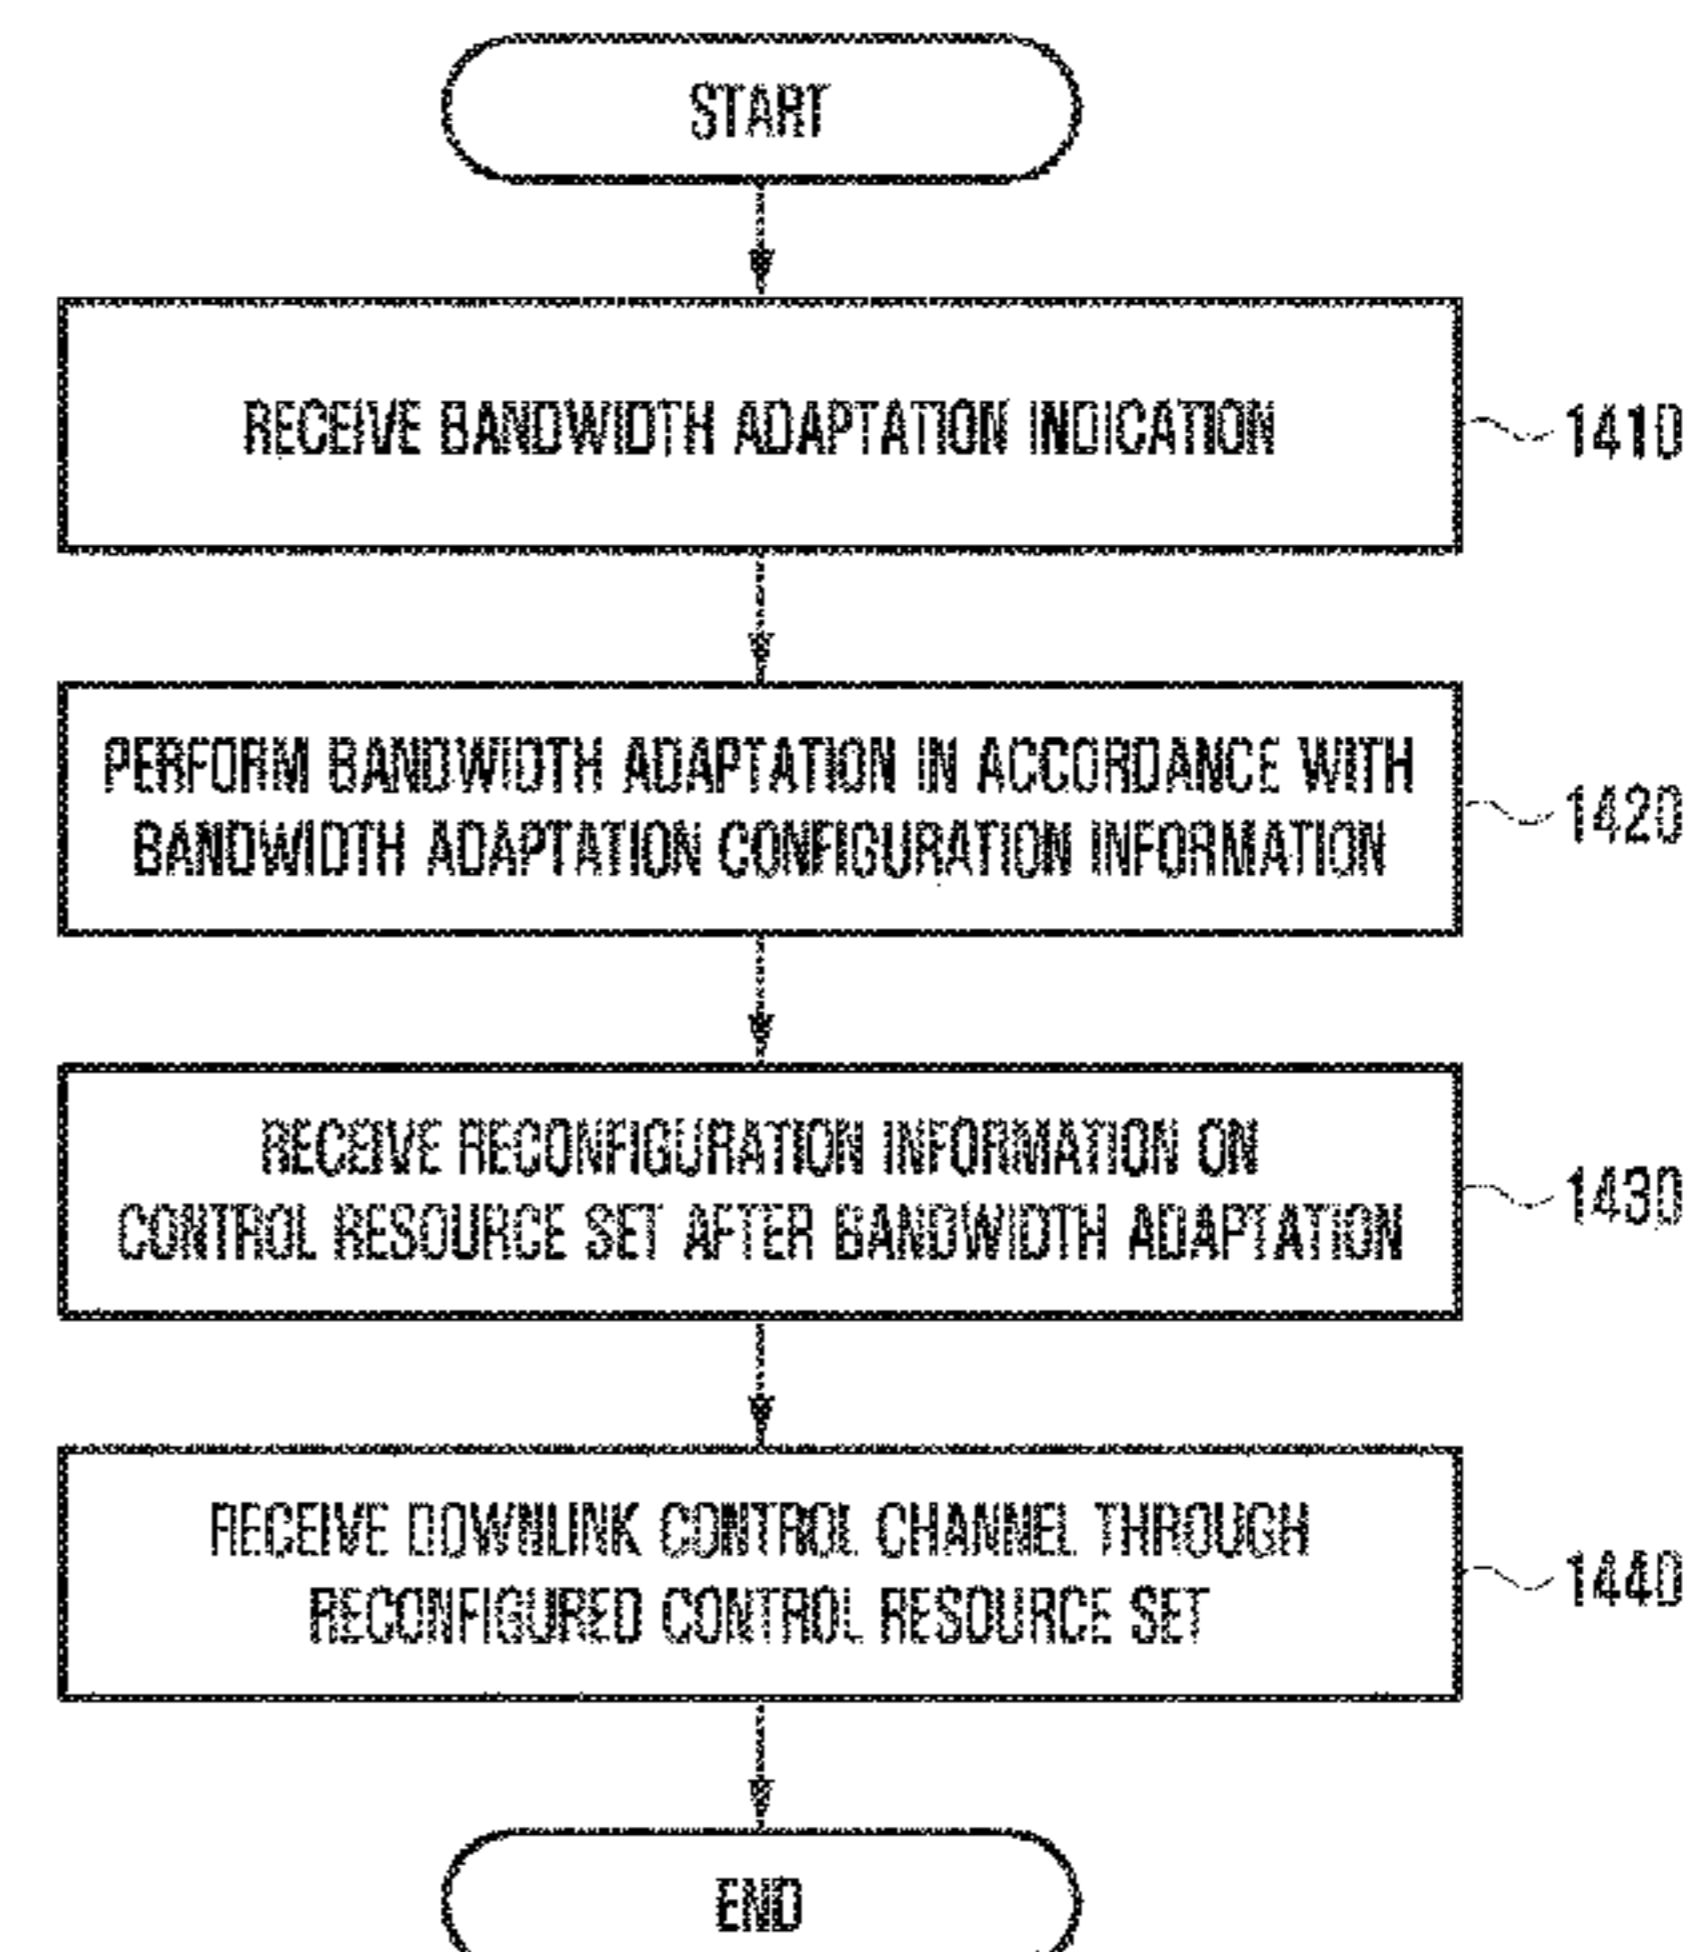 START
RECEIVE BANDWIDTH ADAPTATION INDICATION
1410
PERFORM BANDWIDTH ADAPTATION IN ACCORDANCE WITH
BANDWIDTH ADAPTATION CONFIGURATION INFORMATION
1420
RECEIVE RECONFIGURATION INFORMATION ON
CONTROL RESOURCE SET AFTER BANDWIDTH ADAPTATION
1430
RECEIVE DOWNLINK CONTROL CHANNEL THROUGH
RECONFIGURED CONTROL RESOURCE SET
1440
END